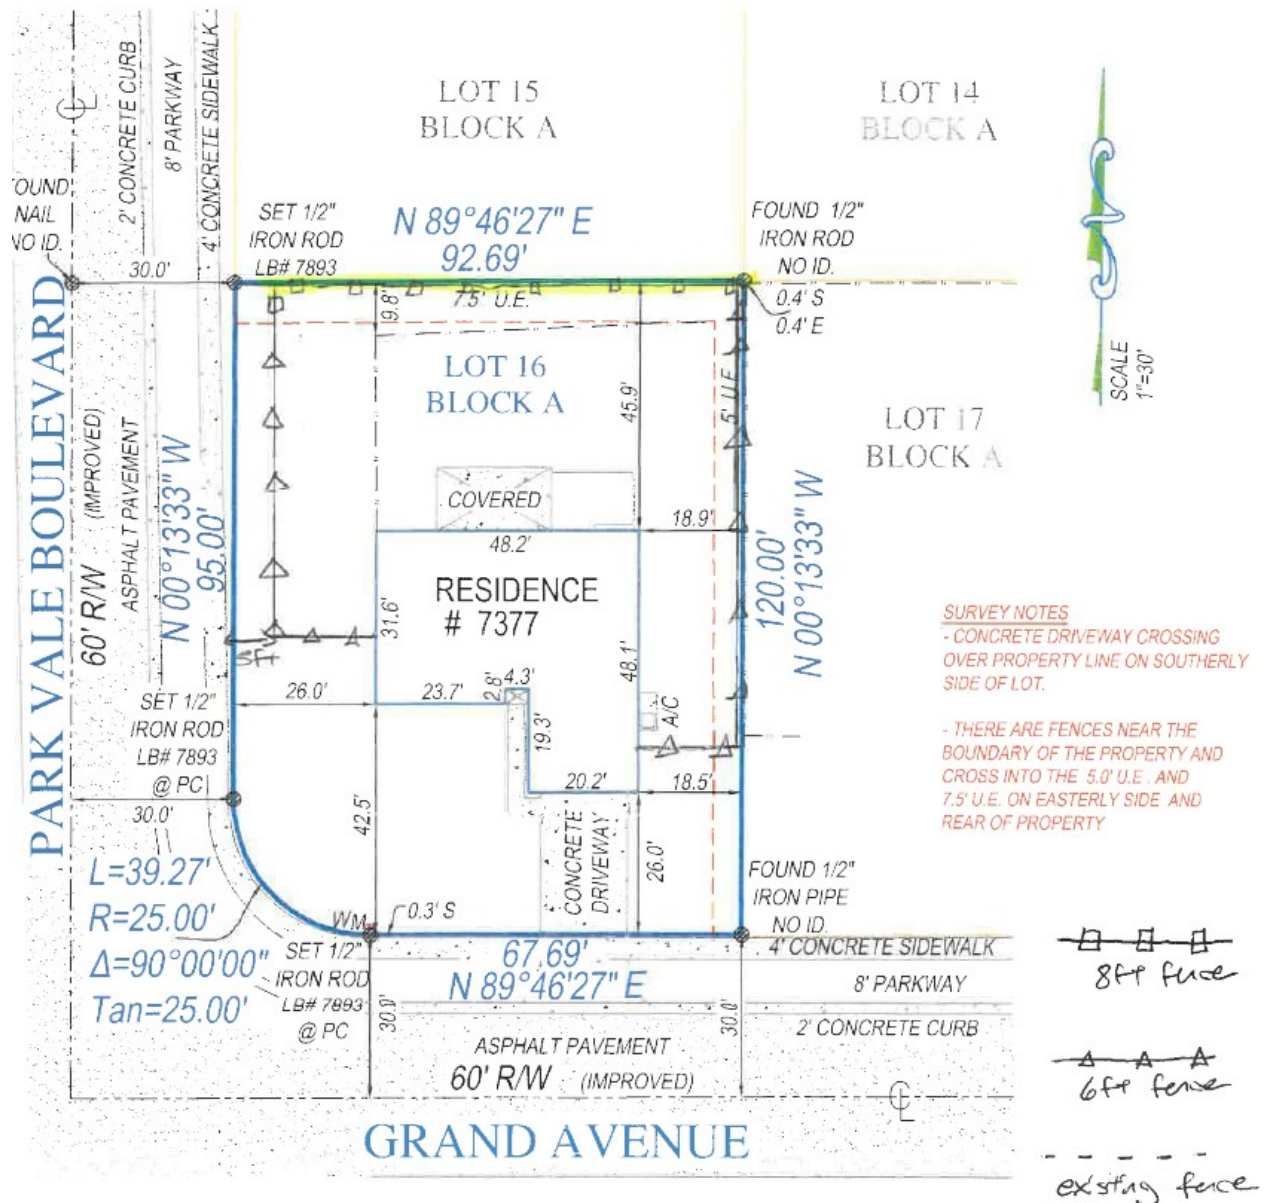 2' CONCRETE CURB
8' PARKWAY
4' CONCRETE SIDEWALK
LOT 15
BLOCK A
LOT 14
BLOCK A
OUND
NAIL
NO ID.
SET 1/2"
IRON ROD
LB# 7893
N 89°46'27" E
92.69'
FOUND 1/2"
IRON ROD
NO ID.
30.0'
0.4' S
0.4' E
7.5' U.E.
9.8'
LOT 16
BLOCK A
45.9'
5' U.E.
SCALE
1"=30'
LOT 17
BLOCK A
PARK VALE BOULEVARD
60' R/W (IMPROVED)
ASPHALT PAVEMENT
N 00°13'33" W
95.00'
COVERED
18.9'
48.2'
RESIDENCE
# 7377
31.6'
48.1'
120.00'
N 00°13'33" W
SURVEY NOTES
- CONCRETE DRIVEWAY CROSSING
OVER PROPERTY LINE ON SOUTHERLY
SIDE OF LOT.
- THERE ARE FENCES NEAR THE
BOUNDARY OF THE PROPERTY AND
CROSS INTO THE 5.0' U.E. AND
7.5' U.E. ON EASTERLY SIDE AND
REAR OF PROPERTY
5ft
26.0'
23.7'
2.8'
4.3'
19.3'
A/C
20.2'
18.5'
SET 1/2"
IRON ROD
LB# 7893
@ PC
30.0'
42.5'
CONCRETE
DRIVEWAY
26.0'
L=39.27'
R=25.00'
Δ=90°00'00"
Tan=25.00'
WM
0.3' S
FOUND 1/2"
IRON PIPE
NO ID.
SET 1/2"
IRON ROD
LB# 7893
@ PC
67.69'
N 89°46'27" E
4' CONCRETE SIDEWALK
8' PARKWAY
2' CONCRETE CURB
30.0'
30.0'
ASPHALT PAVEMENT
60' R/W (IMPROVED)
GRAND AVENUE
8ft fence
6ft fence
existing fence